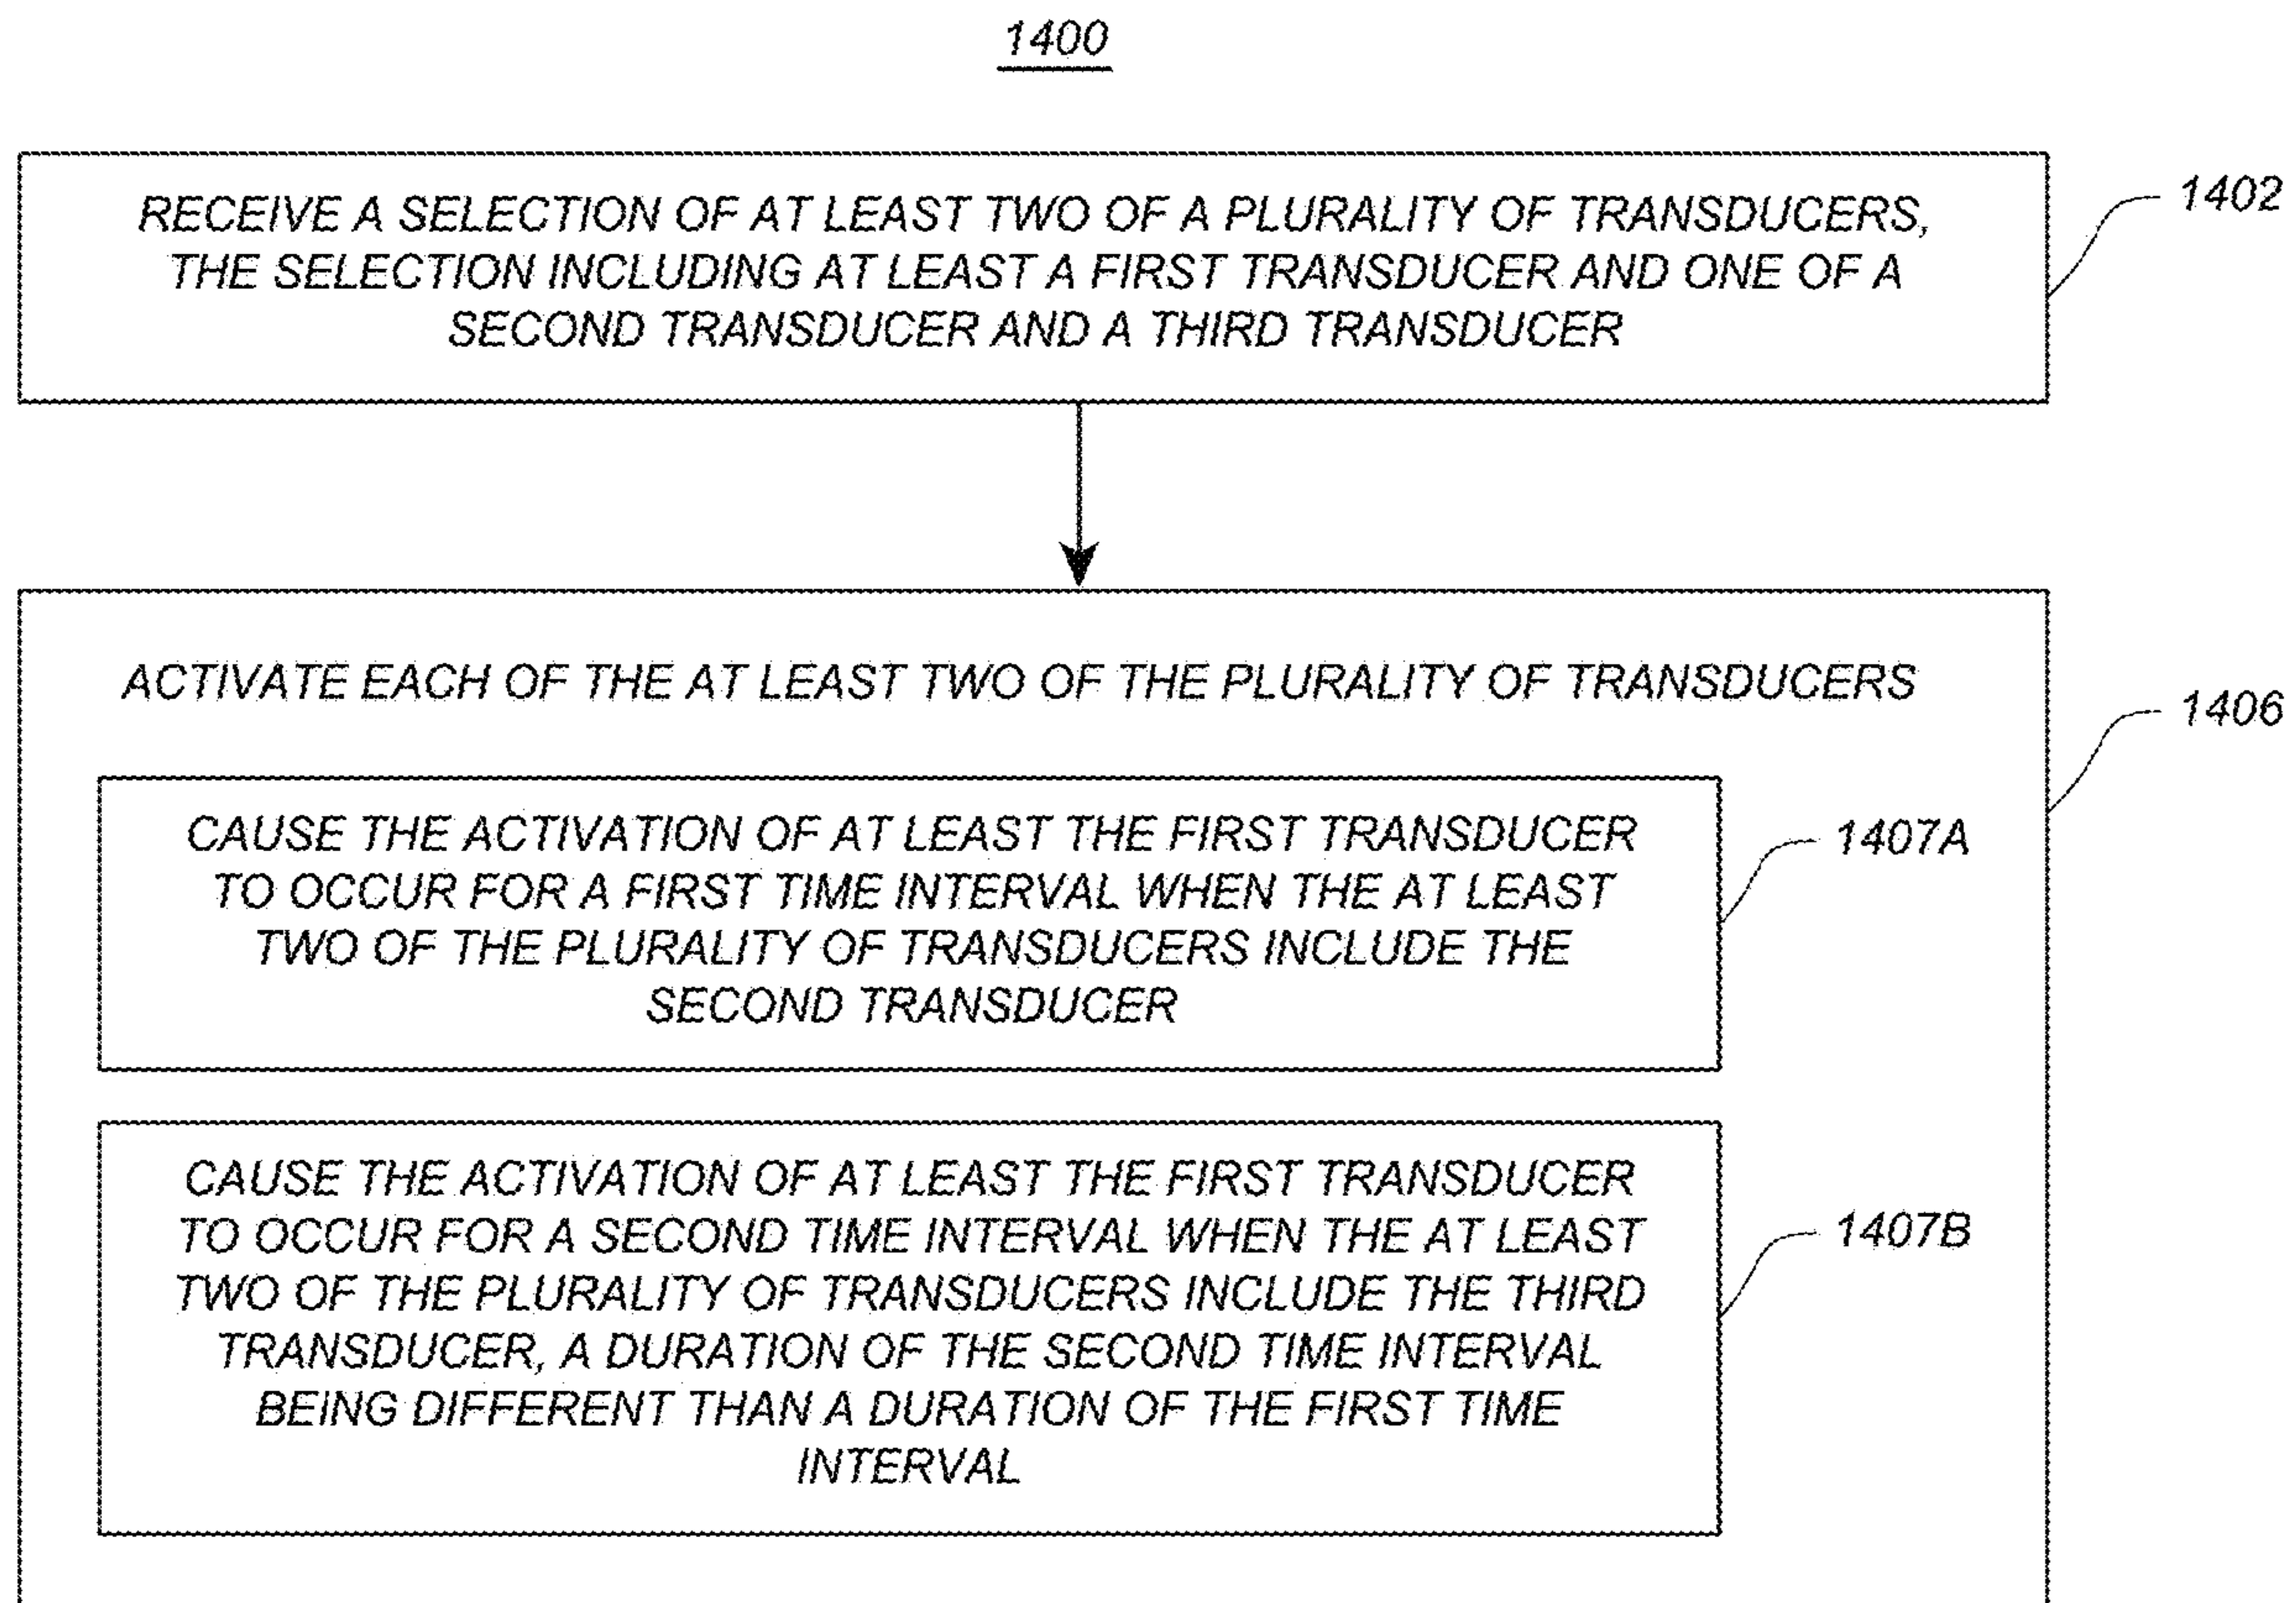 1400
RECEIVE A SELECTION OF AT LEAST TWO OF A PLURALITY OF TRANSDUCERS,
THE SELECTION INCLUDING AT LEAST A FIRST TRANSDUCER AND ONE OF A
SECOND TRANSDUCER AND A THIRD TRANSDUCER
1402
ACTIVATE EACH OF THE AT LEAST TWO OF THE PLURALITY OF TRANSDUCERS
1406
CAUSE THE ACTIVATION OF AT LEAST THE FIRST TRANSDUCER
TO OCCUR FOR A FIRST TIME INTERVAL WHEN THE AT LEAST
TWO OF THE PLURALITY OF TRANSDUCERS INCLUDE THE
SECOND TRANSDUCER
1407A
CAUSE THE ACTIVATION OF AT LEAST THE FIRST TRANSDUCER
TO OCCUR FOR A SECOND TIME INTERVAL WHEN THE AT LEAST
TWO OF THE PLURALITY OF TRANSDUCERS INCLUDE THE THIRD
TRANSDUCER, A DURATION OF THE SECOND TIME INTERVAL
BEING DIFFERENT THAN A DURATION OF THE FIRST TIME
INTERVAL
1407B